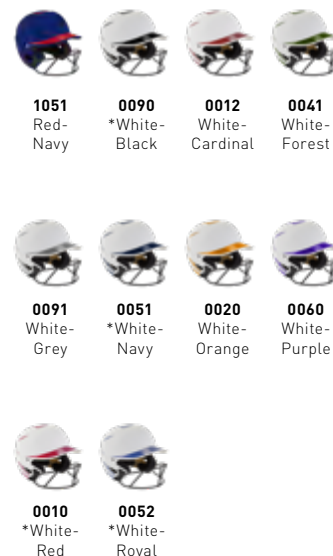 1051 0090 0012 0041
Red- *White- White- White-
Navy Black Cardinal Forest
0091 0051 0020 0060
White- *White- White- White-
Grey Navy Orange Purple
0010 0052
*White- *White-
Red Royal